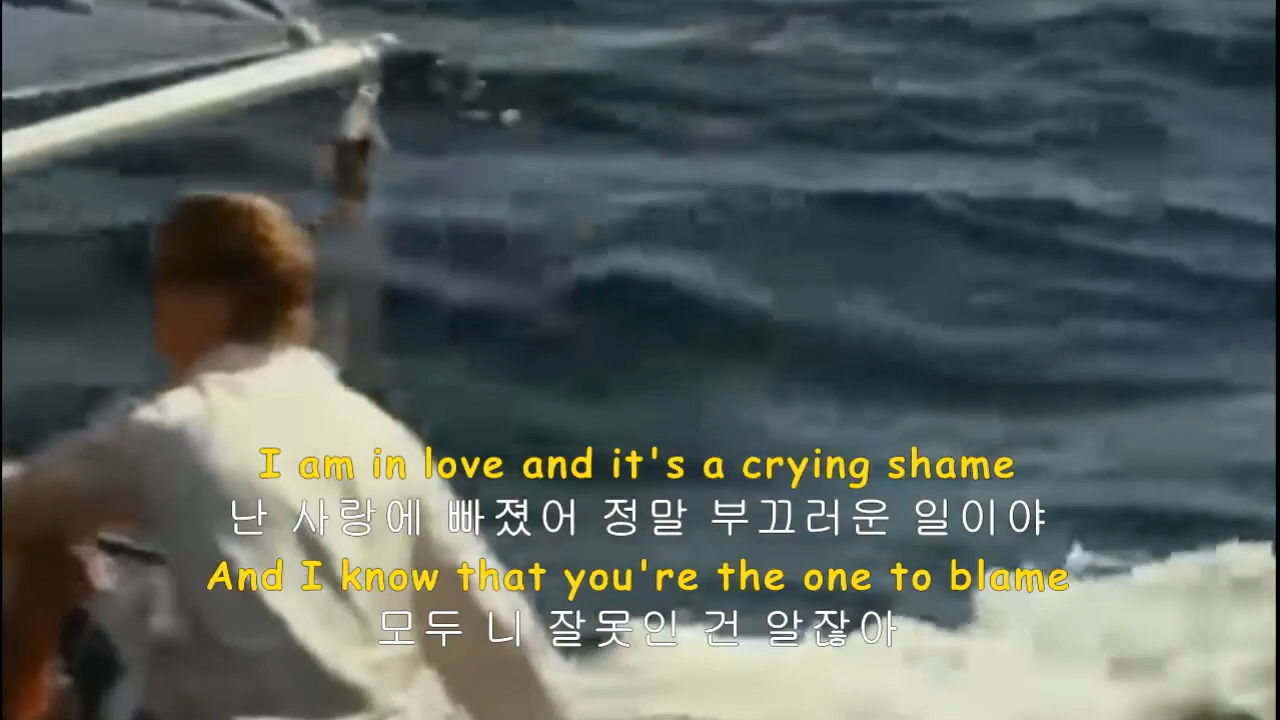 I am in love and it's a crying shame
난 사랑에 빠졌어 정말 부끄러운 일이야
And I know that you're the one to blame
모두 니 잘못인 건 알잖아